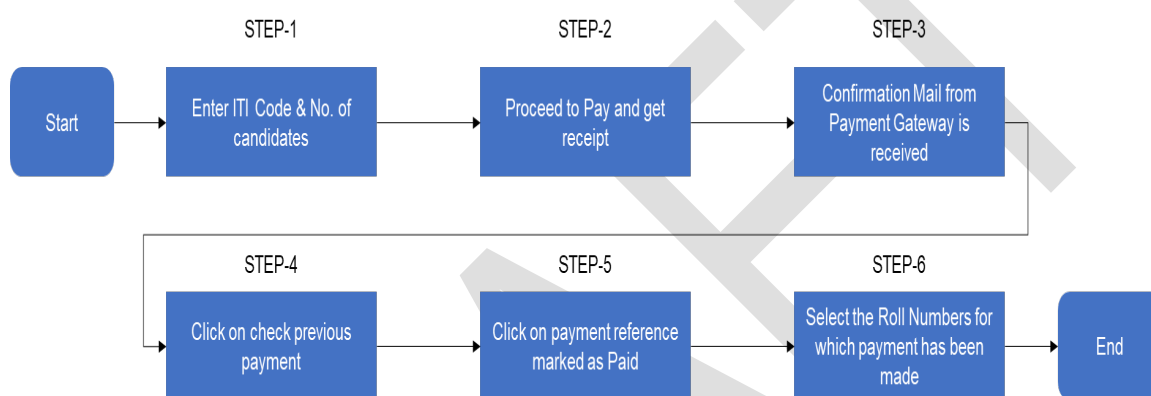 STEP-1
STEP-2
STEP-3
Start
Enter ITI Code & No. of
candidates
Proceed to Pay and get
receipt
Confirmation Mail from
Payment Gateway is
received
STEP-4
STEP-5
STEP-6
Click on check previous
payment
Click on payment reference
marked as Paid
Select the Roll Numbers for
which payment has been
made
End